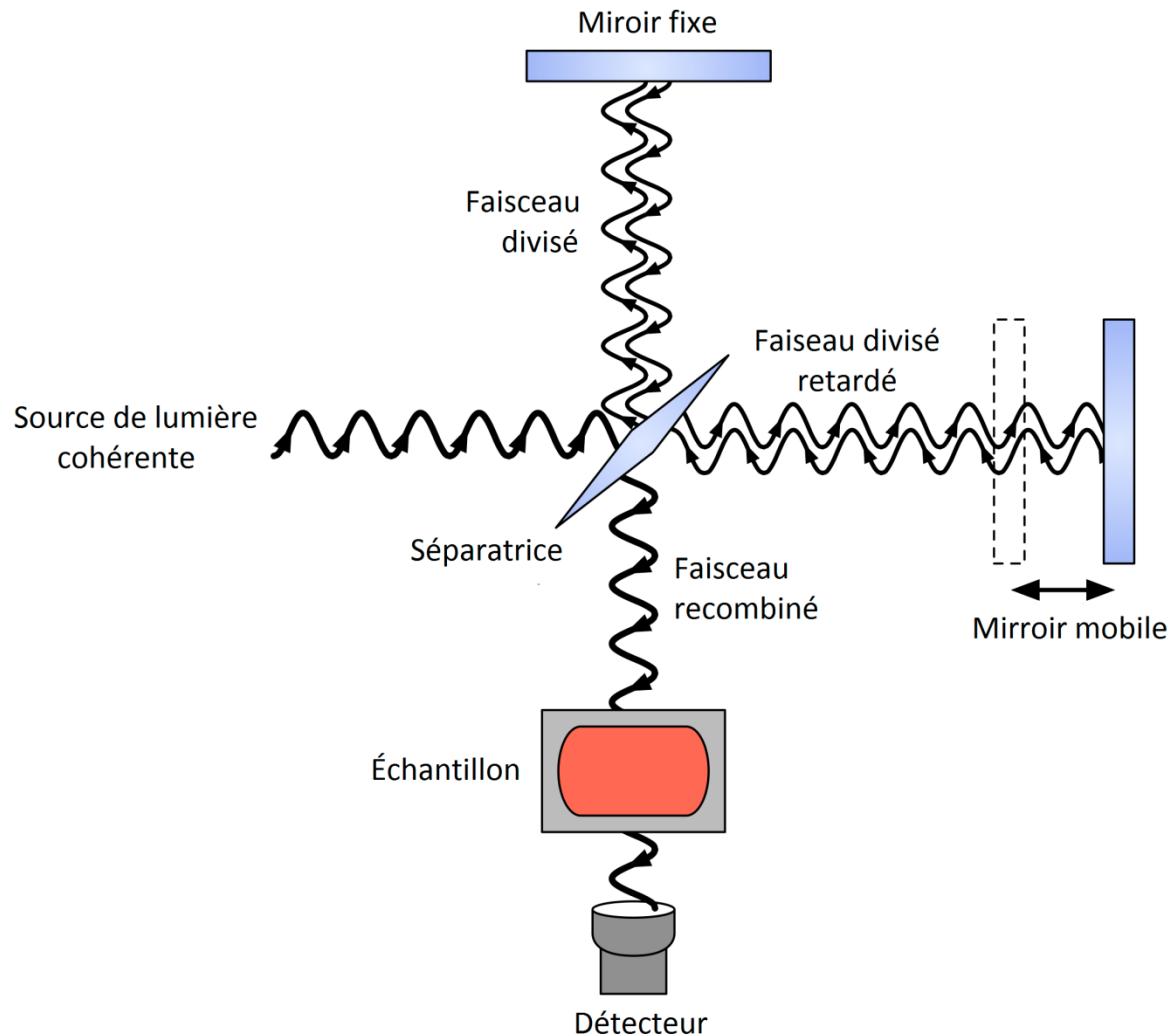 Miroir fixe
Faisceau
divisé
Faiseau divisé
retardé
Source de lumière
cohérente
Séparatrice
Faisceau
recombiné
Mirroir mobile
Échantillon
Détecteur